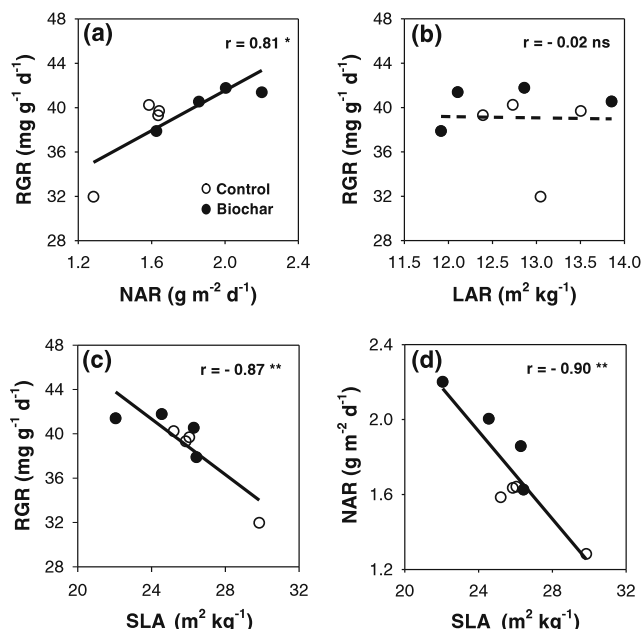 (a)
r = 0.81 *
RGR (mg g⁻¹ d⁻¹)
48
44
40
36
32
28
Control
Biochar
1.2
1.6
2.0
2.4
NAR (g m⁻² d⁻¹)
(b)
r = - 0.02 ns
RGR (mg g⁻¹ d⁻¹)
48
44
40
36
32
28
11.5
12.0
12.5
13.0
13.5
14.0
LAR (m² kg⁻¹)
(c)
r = - 0.87 **
RGR (mg g⁻¹ d⁻¹)
48
44
40
36
32
28
20
24
28
32
SLA (m² kg⁻¹)
(d)
r = - 0.90 **
NAR (g m⁻² d⁻¹)
2.4
2.0
1.6
1.2
20
24
28
32
SLA (m² kg⁻¹)